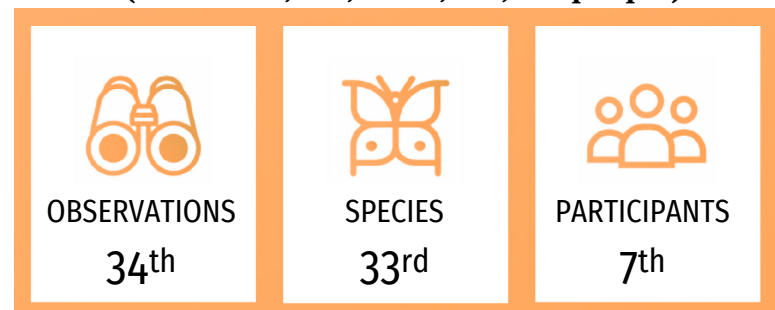 OBSERVATIONS
34th
SPECIES
33rd
PARTICIPANTS
7th